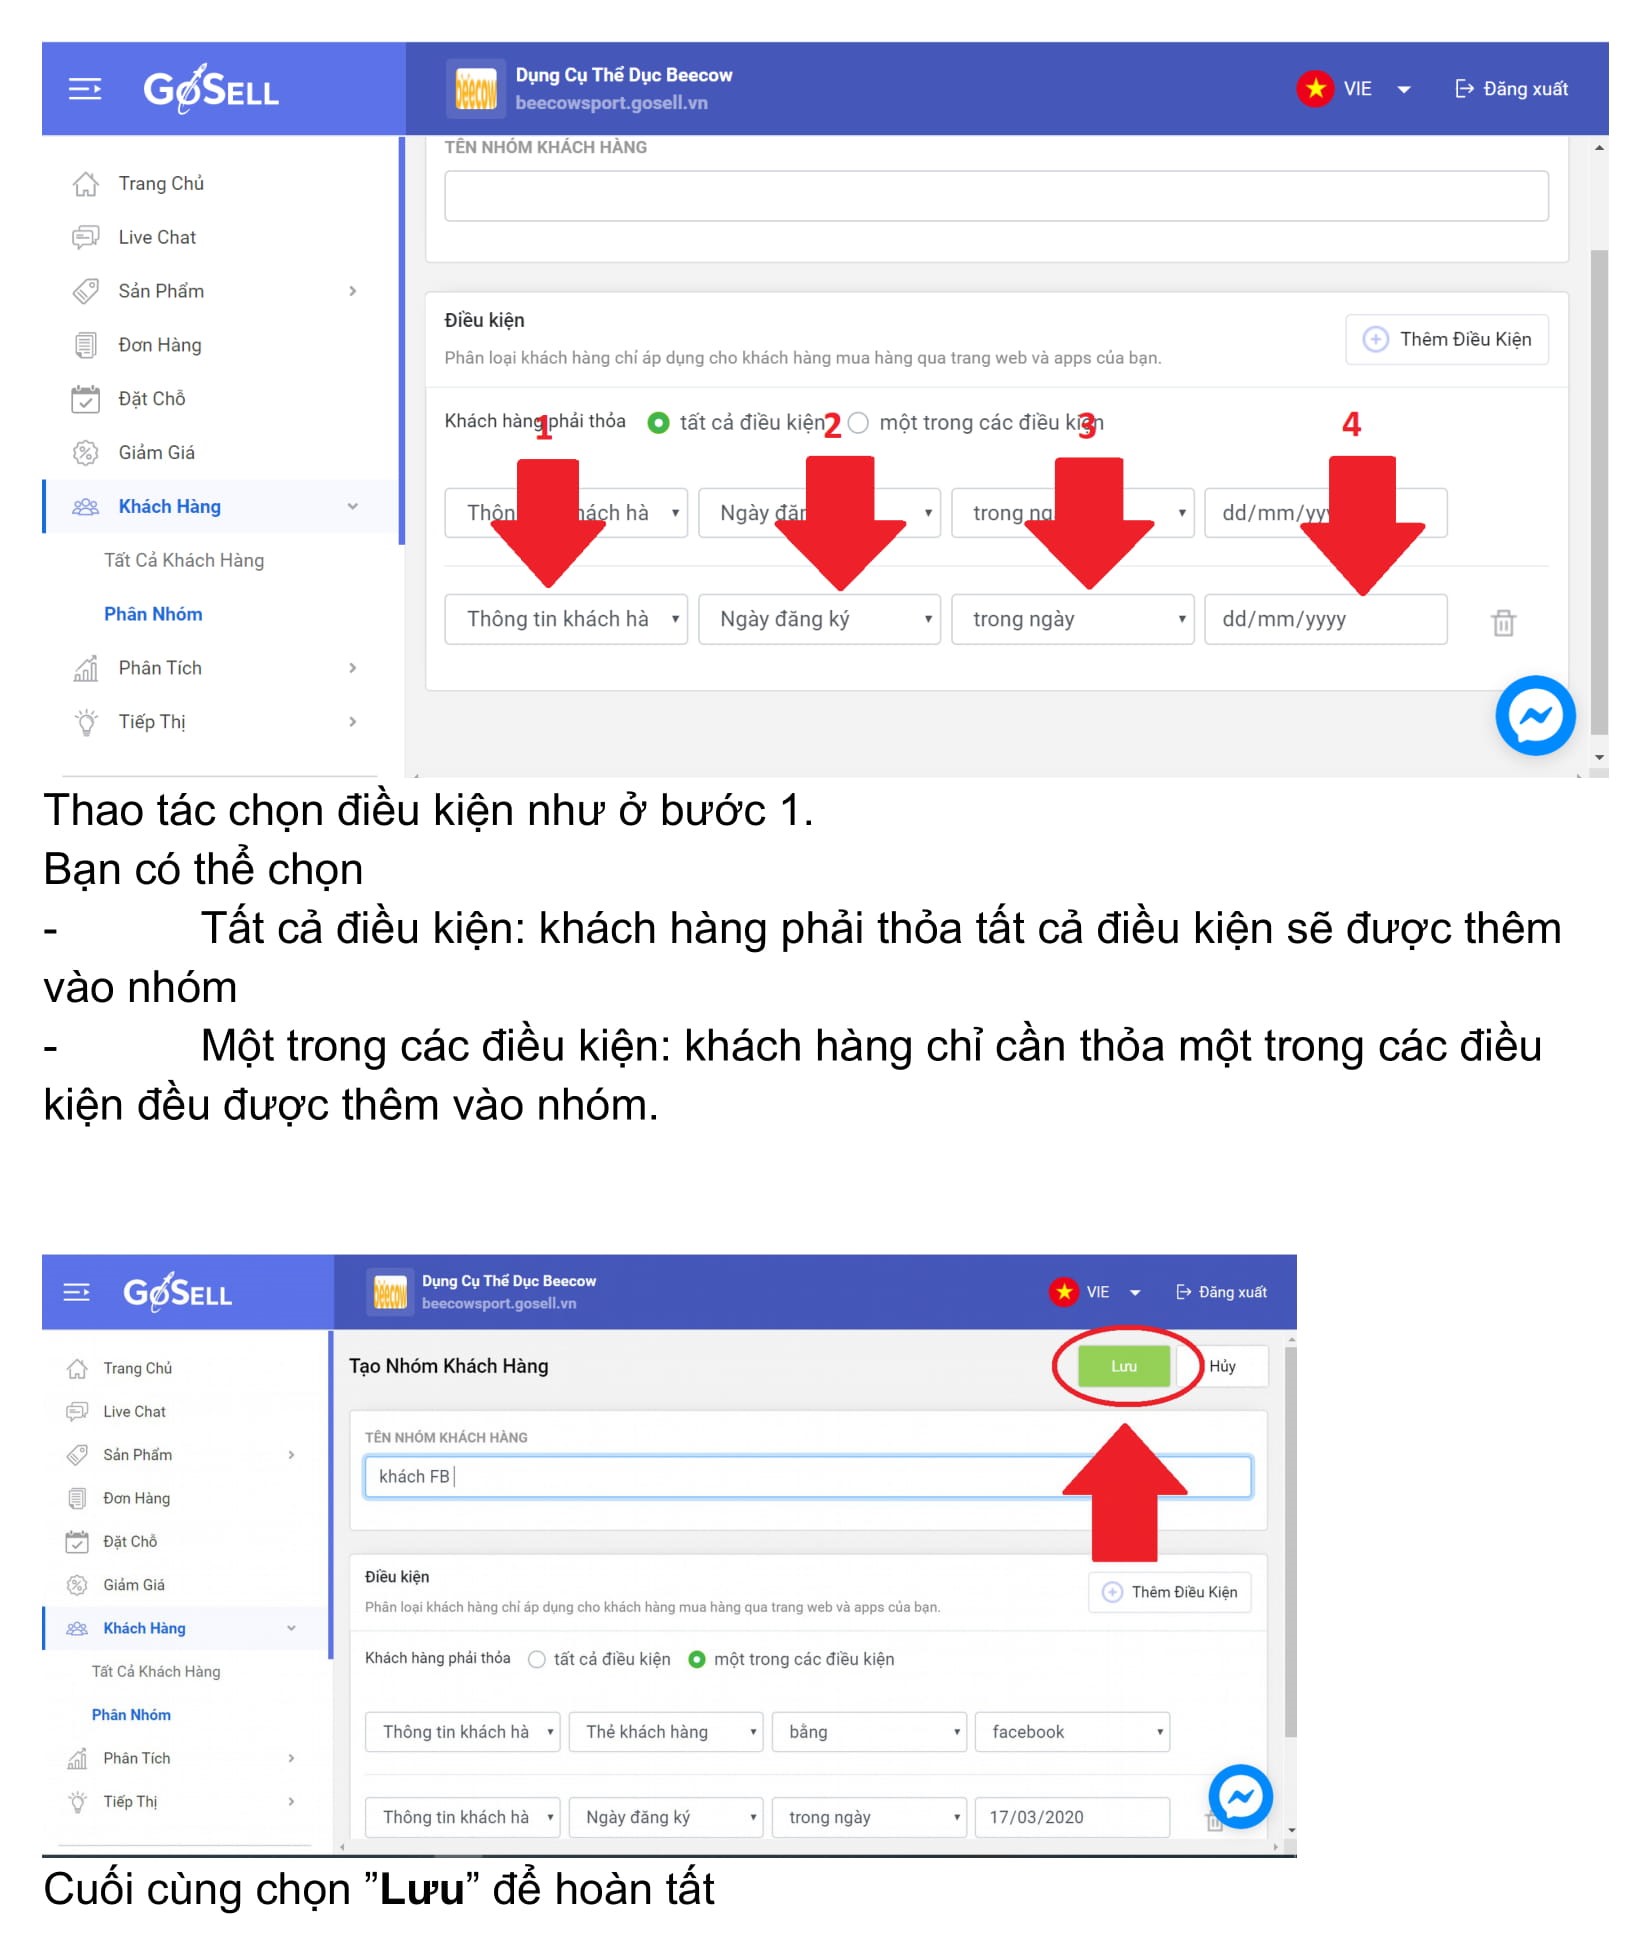 GoSELL
Dụng Cụ Thể Dục Beecow
beecowsport.gosell.vn
VIE
Đăng xuất
beecow
Trang Chủ
Live Chat
Sản Phẩm
Đơn Hàng
Đặt Chỗ
Giảm Giá
Khách Hàng
Tất Cả Khách Hàng
Phân Nhóm
Phân Tích
Tiếp Thị
TÊN NHÓM KHÁCH HÀNG
Điều kiện
Phân loại khách hàng chỉ áp dụng cho khách hàng mua hàng qua trang web và apps của bạn.
Thêm Điều Kiện
Khách hàng phải thỏa tất cả điều kiện một trong các điều kiện
1 2 3 4
Thôn hách hà Ngày đăn trong ng dd/mm/yyy
Thông tin khách hà Ngày đăng ký trong ngày dd/mm/yyyy
Thao tác chọn điều kiện như ở bước 1.
Bạn có thể chọn
- Tất cả điều kiện: khách hàng phải thỏa tất cả điều kiện sẽ được thêm
vào nhóm
- Một trong các điều kiện: khách hàng chỉ cần thỏa một trong các điều
kiện đều được thêm vào nhóm.
GoSELL
Dụng Cụ Thể Dục Beecow
beecowsport.gosell.vn
VIE
Đăng xuất
beecow
Trang Chủ
Live Chat
Sản Phẩm
Đơn Hàng
Đặt Chỗ
Giảm Giá
Khách Hàng
Tất Cả Khách Hàng
Phân Nhóm
Phân Tích
Tiếp Thị
Tạo Nhóm Khách Hàng
Lưu
Hủy
TÊN NHÓM KHÁCH HÀNG
khách FB
Điều kiện
Phân loại khách hàng chỉ áp dụng cho khách hàng mua hàng qua trang web và apps của bạn.
Thêm Điều Kiện
Khách hàng phải thỏa tất cả điều kiện một trong các điều kiện
Thông tin khách hà Thẻ khách hàng bằng facebook
Thông tin khách hà Ngày đăng ký trong ngày 17/03/2020
Cuối cùng chọn ”Lưu” để hoàn tất